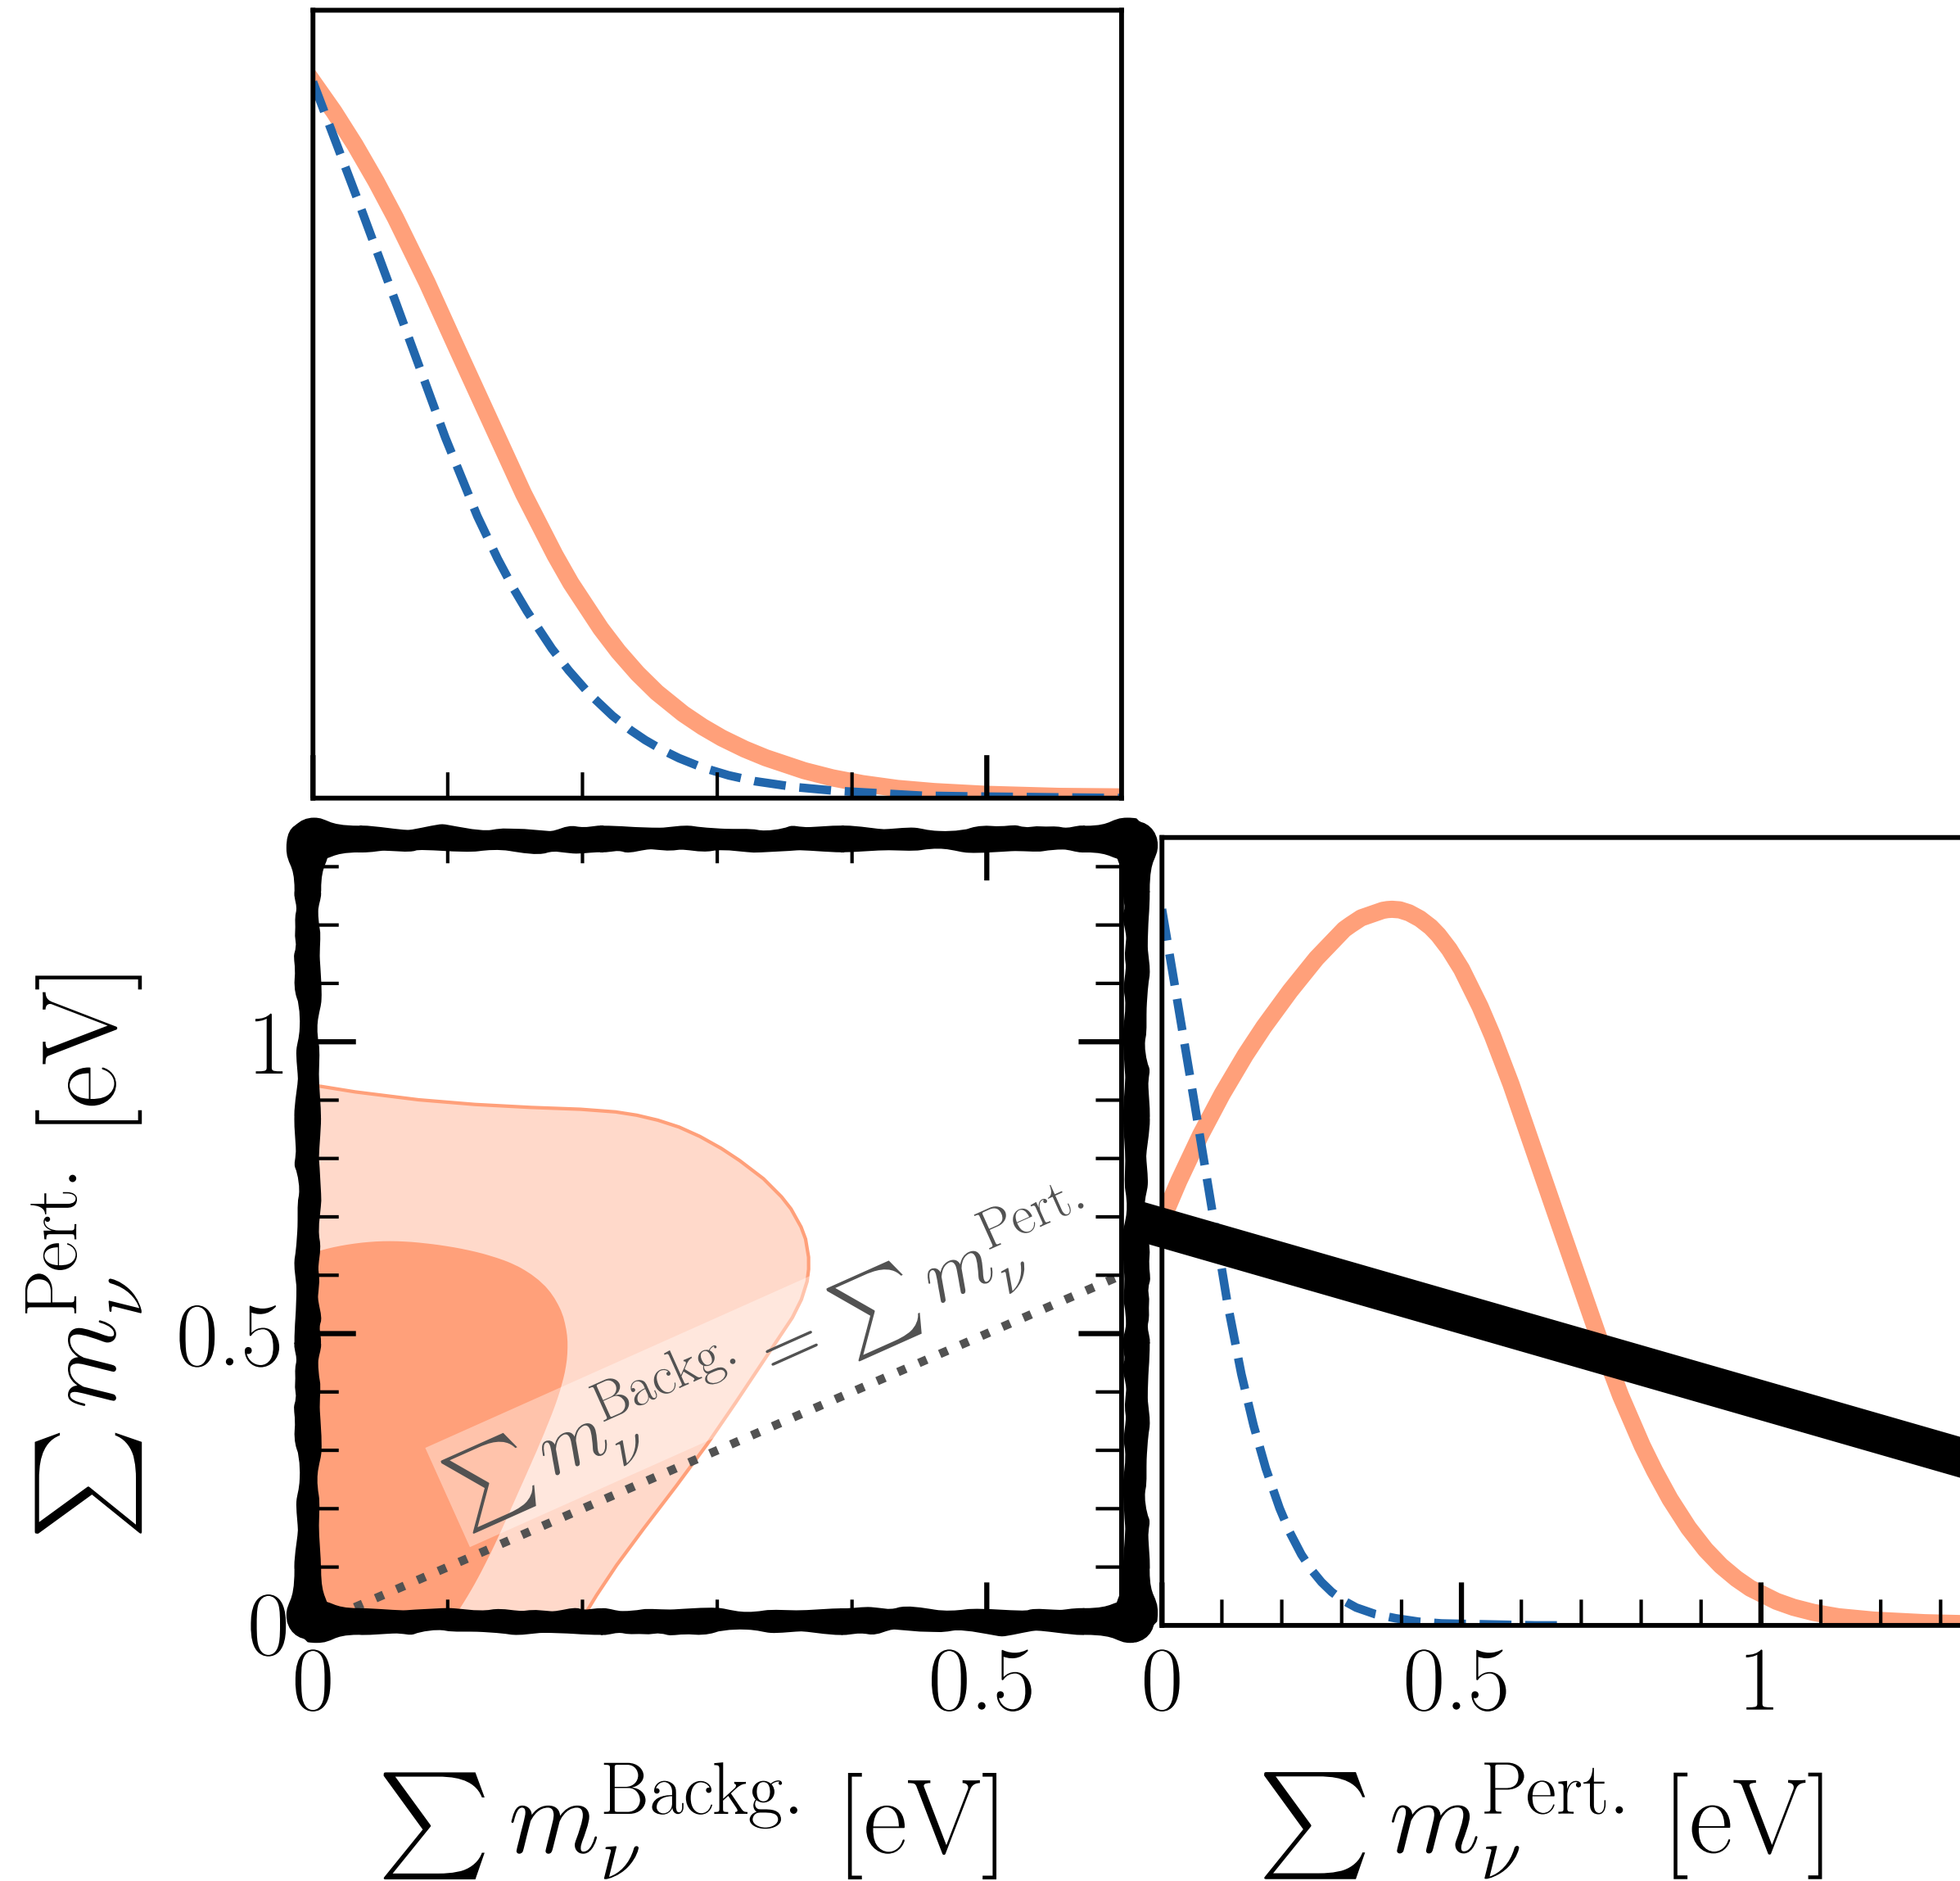 ∑ m_ν^Pert. [eV]
1
0.5
0
∑ m_ν^Backg. = ∑ m_ν^Pert.
0 0.5 0 0.5 1
∑ m_ν^Backg. [eV] ∑ m_ν^Pert. [eV]